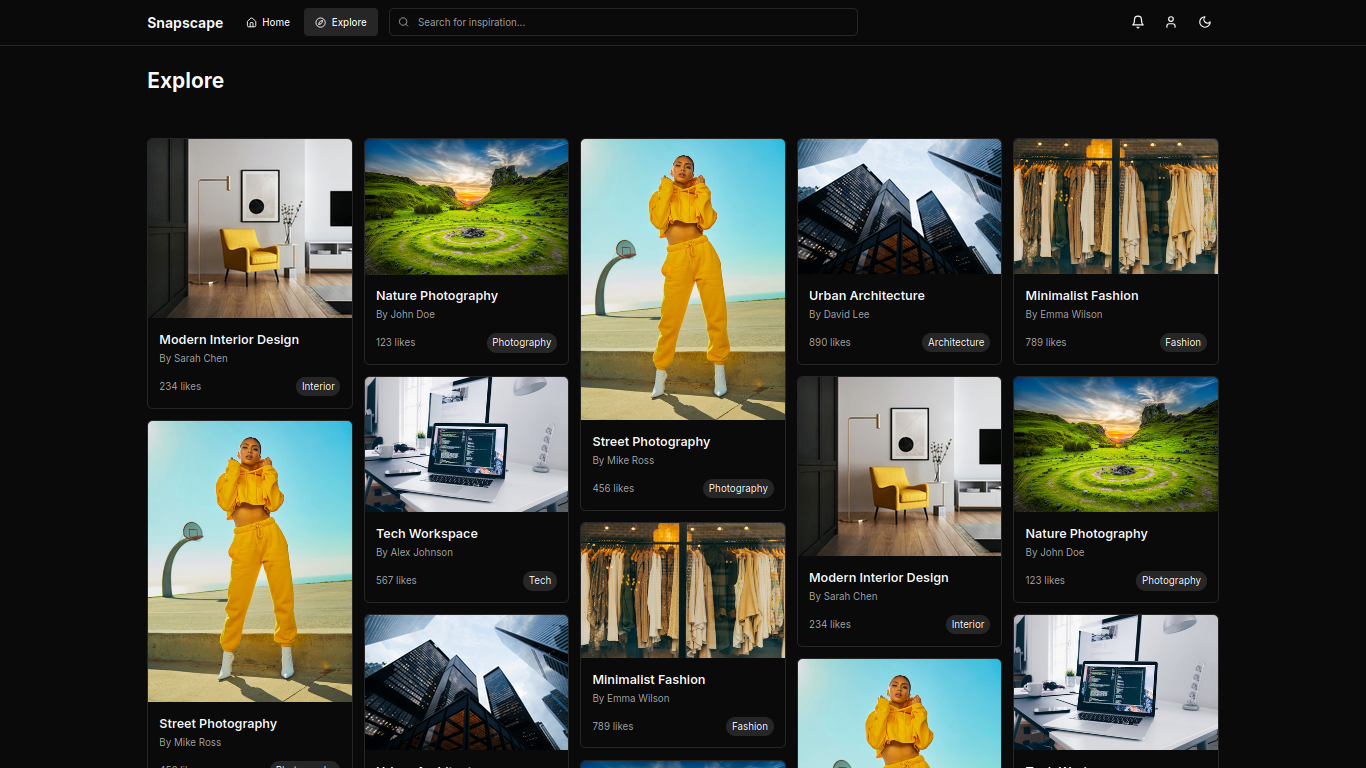 Snapscape
Home
Explore
Search for inspiration...
Explore
Modern Interior Design
By Sarah Chen
234 likes
Interior
Street Photography
By Mike Ross
Nature Photography
By John Doe
123 likes
Photography
Tech Workspace
By Alex Johnson
567 likes
Tech
Street Photography
By Mike Ross
456 likes
Photography
Minimalist Fashion
By Emma Wilson
789 likes
Fashion
Urban Architecture
By David Lee
890 likes
Architecture
Modern Interior Design
By Sarah Chen
234 likes
Interior
Minimalist Fashion
By Emma Wilson
789 likes
Fashion
Nature Photography
By John Doe
123 likes
Photography